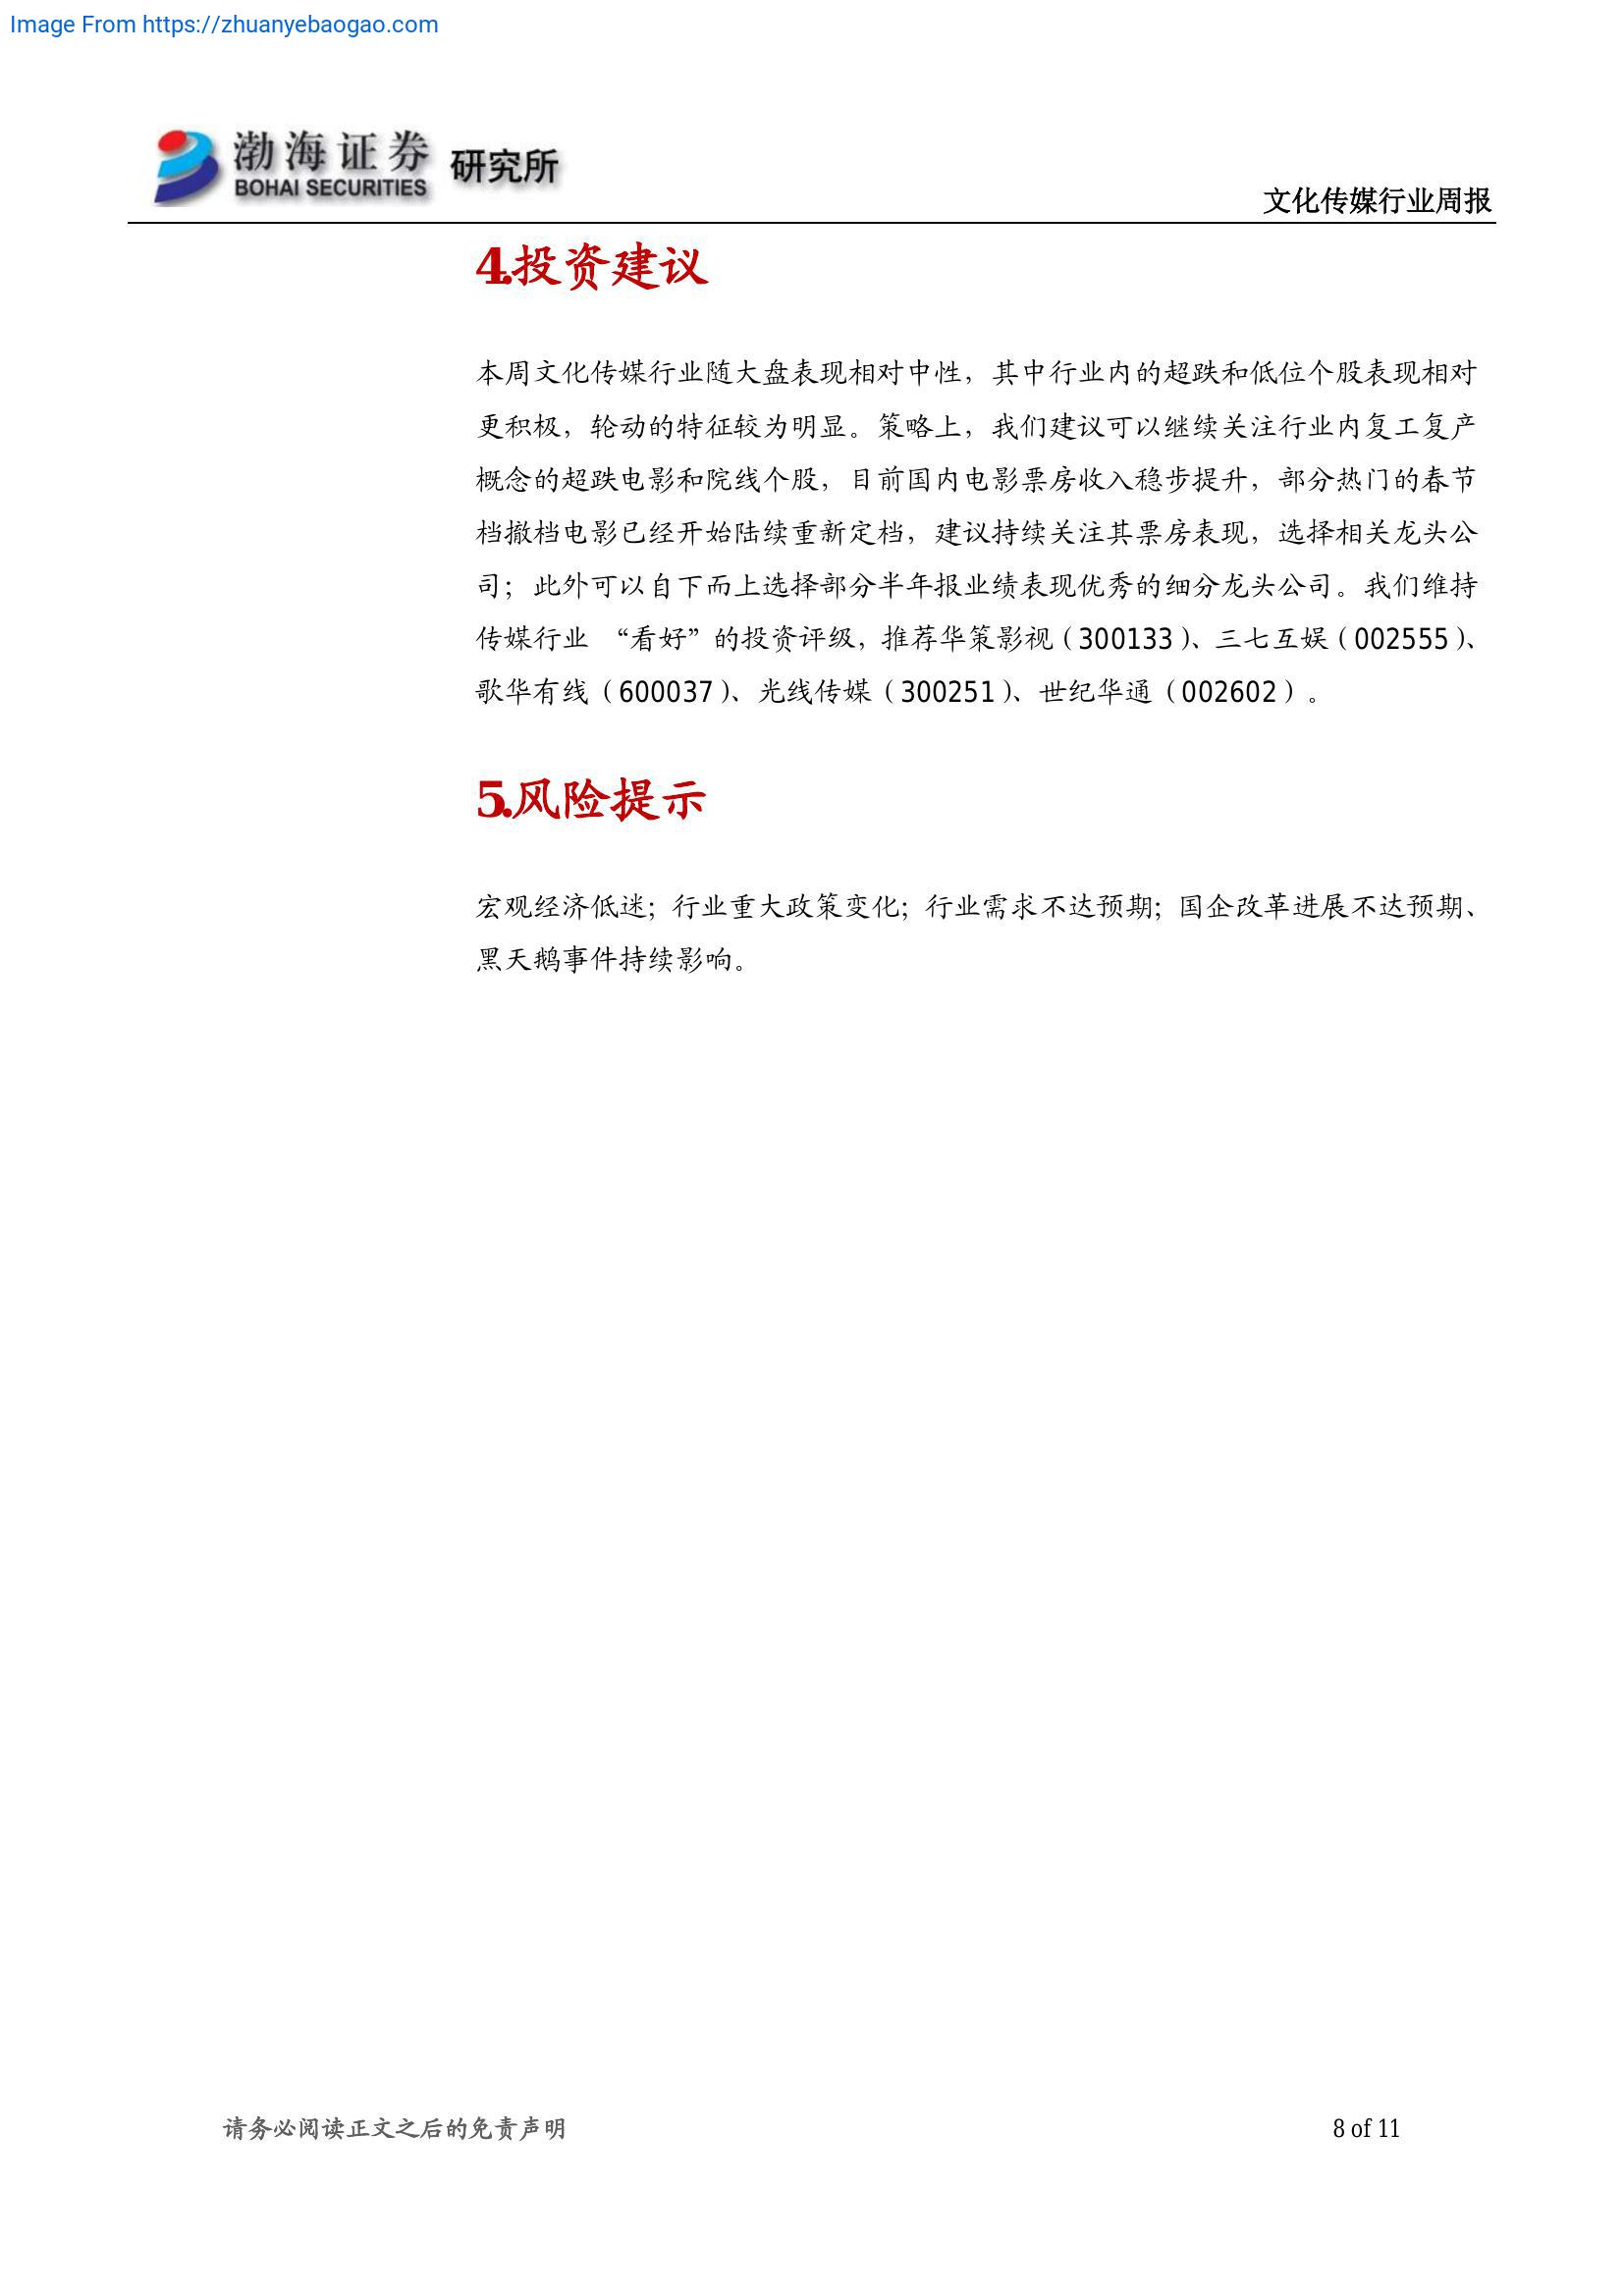 Image From https://zhuanyebaogao.com
渤海证券 研究所
BOHAI SECURITIES
文化传媒行业周报
4.投资建议
本周文化传媒行业随大盘表现相对中性，其中行业内的超跌和低位个股表现相对
更积极，轮动的特征较为明显。策略上，我们建议可以继续关注行业内复工复产
概念的超跌电影和院线个股，目前国内电影票房收入稳步提升，部分热门的春节
档撤档电影已经开始陆续重新定档，建议持续关注其票房表现，选择相关龙头公
司；此外可以自下而上选择部分半年报业绩表现优秀的细分龙头公司。我们维持
传媒行业 “看好”的投资评级，推荐华策影视（300133）、三七互娱（002555）、
歌华有线（600037）、光线传媒（300251）、世纪华通（002602）。
5.风险提示
宏观经济低迷；行业重大政策变化；行业需求不达预期；国企改革进展不达预期、
黑天鹅事件持续影响。
请务必阅读正文之后的免责声明
8 of 11